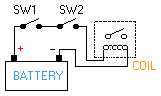 SW1 SW2
+ −
COIL
BATTERY